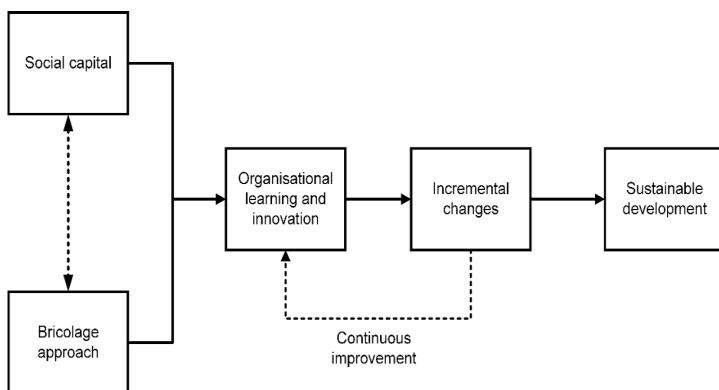 Social capital
Organisational
learning and
innovation
Incremental
changes
Sustainable
development
Bricolage
approach
Continuous
improvement